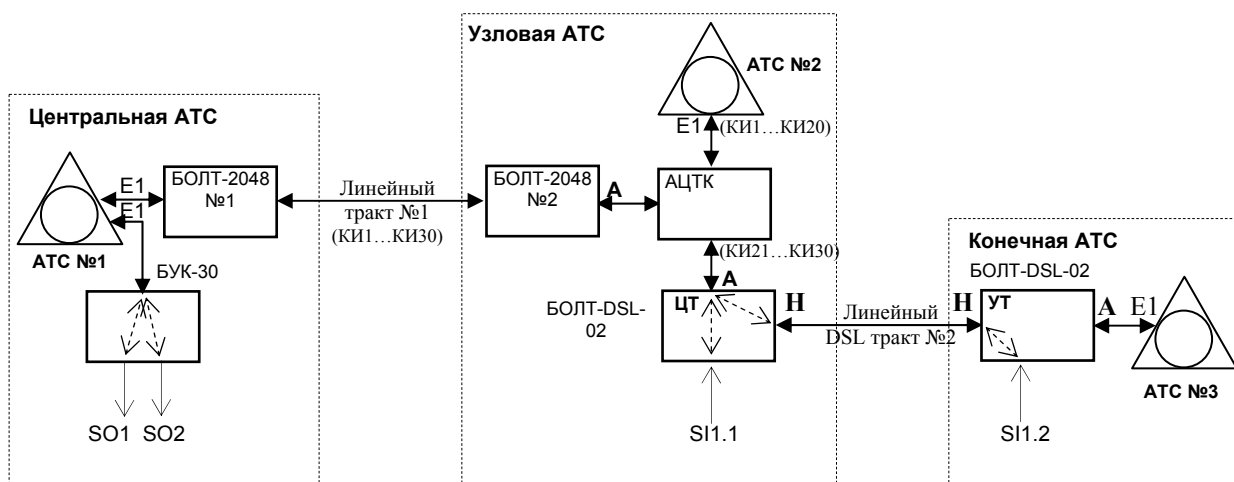 Узловая АТС
АТС №2
E1
(КИ1…КИ20)
Центральная АТС
E1
E1
АТС №1
БОЛТ-2048
№1
Линейный
тракт №1
(КИ1…КИ30)
БОЛТ-2048
№2
А
АЦТК
(КИ21…КИ30)
А
БУК-30
SO1
SO2
БОЛТ-DSL-
02
ЦТ
Н
SI1.1
Линейный
DSL тракт №2
Конечная АТС
БОЛТ-DSL-02
Н
УТ
А
E1
АТС №3
SI1.2